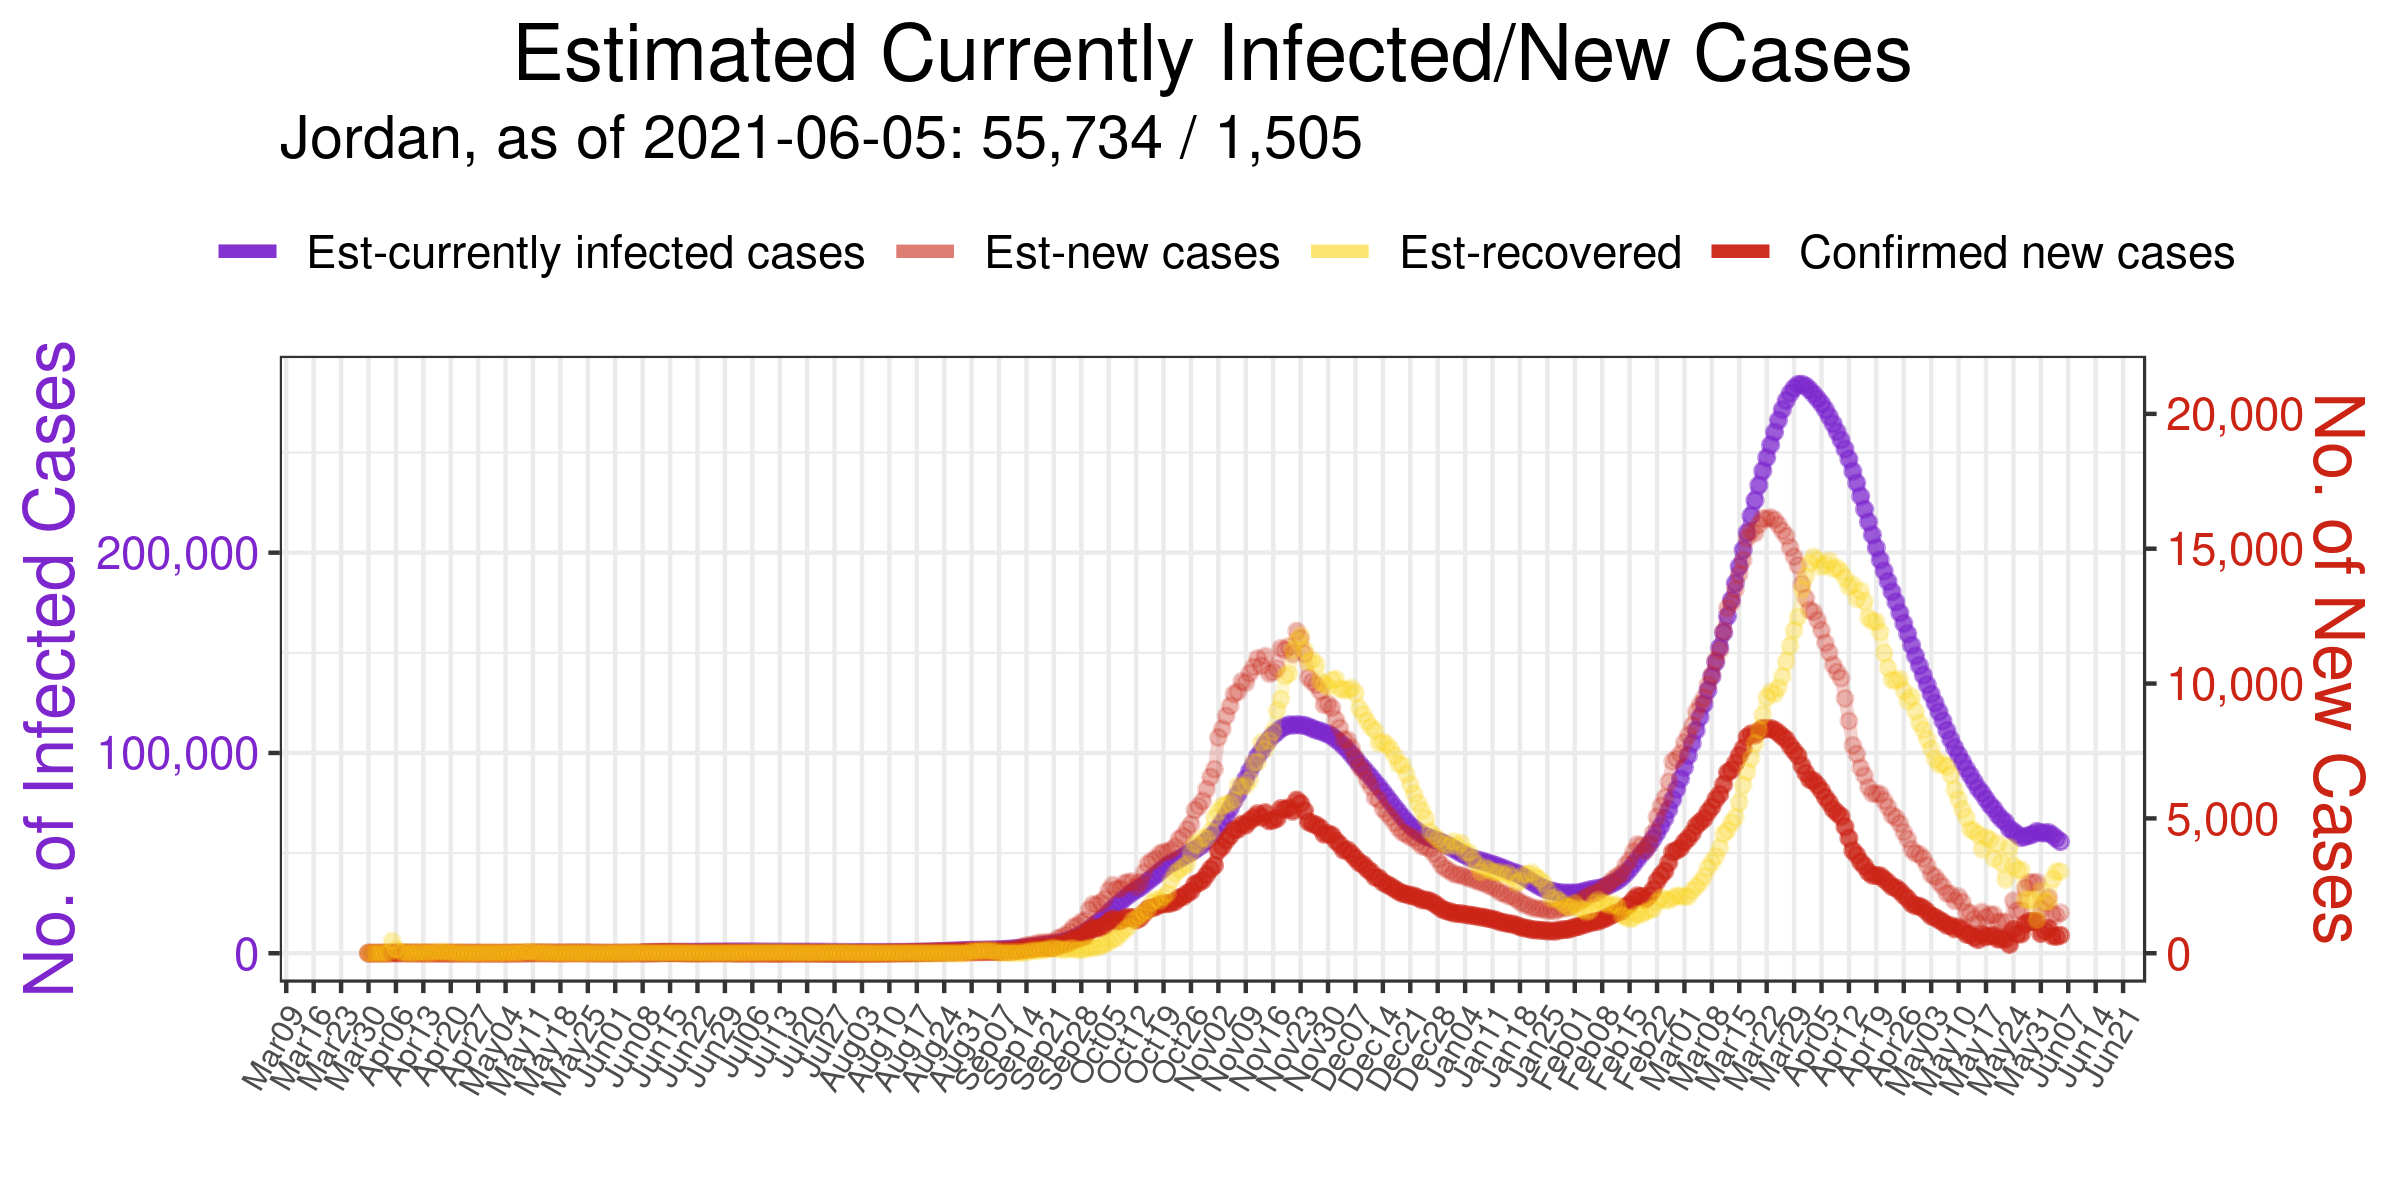 Estimated Currently Infected/New Cases
Jordan, as of 2021-06-05: 55,734 / 1,505
Est-currently infected cases Est-new cases Est-recovered Confirmed new cases
No. of Infected Cases
200,000
100,000
0
20,000
15,000
10,000
5,000
0
No. of New Cases
Mar09
Mar16
Mar23
Mar30
Apr06
Apr13
Apr20
Apr27
May04
May11
May18
May25
Jun01
Jun08
Jun15
Jun22
Jun29
Jul06
Jul13
Jul20
Jul27
Aug03
Aug10
Aug17
Aug24
Aug31
Sep07
Sep14
Sep21
Sep28
Oct05
Oct12
Oct19
Oct26
Nov02
Nov09
Nov16
Nov23
Nov30
Dec07
Dec14
Dec21
Dec28
Jan04
Jan11
Jan18
Jan25
Feb01
Feb08
Feb15
Feb22
Mar01
Mar08
Mar15
Mar22
Mar29
Apr05
Apr12
Apr19
Apr26
May03
May10
May17
May24
May31
Jun07
Jun14
Jun21